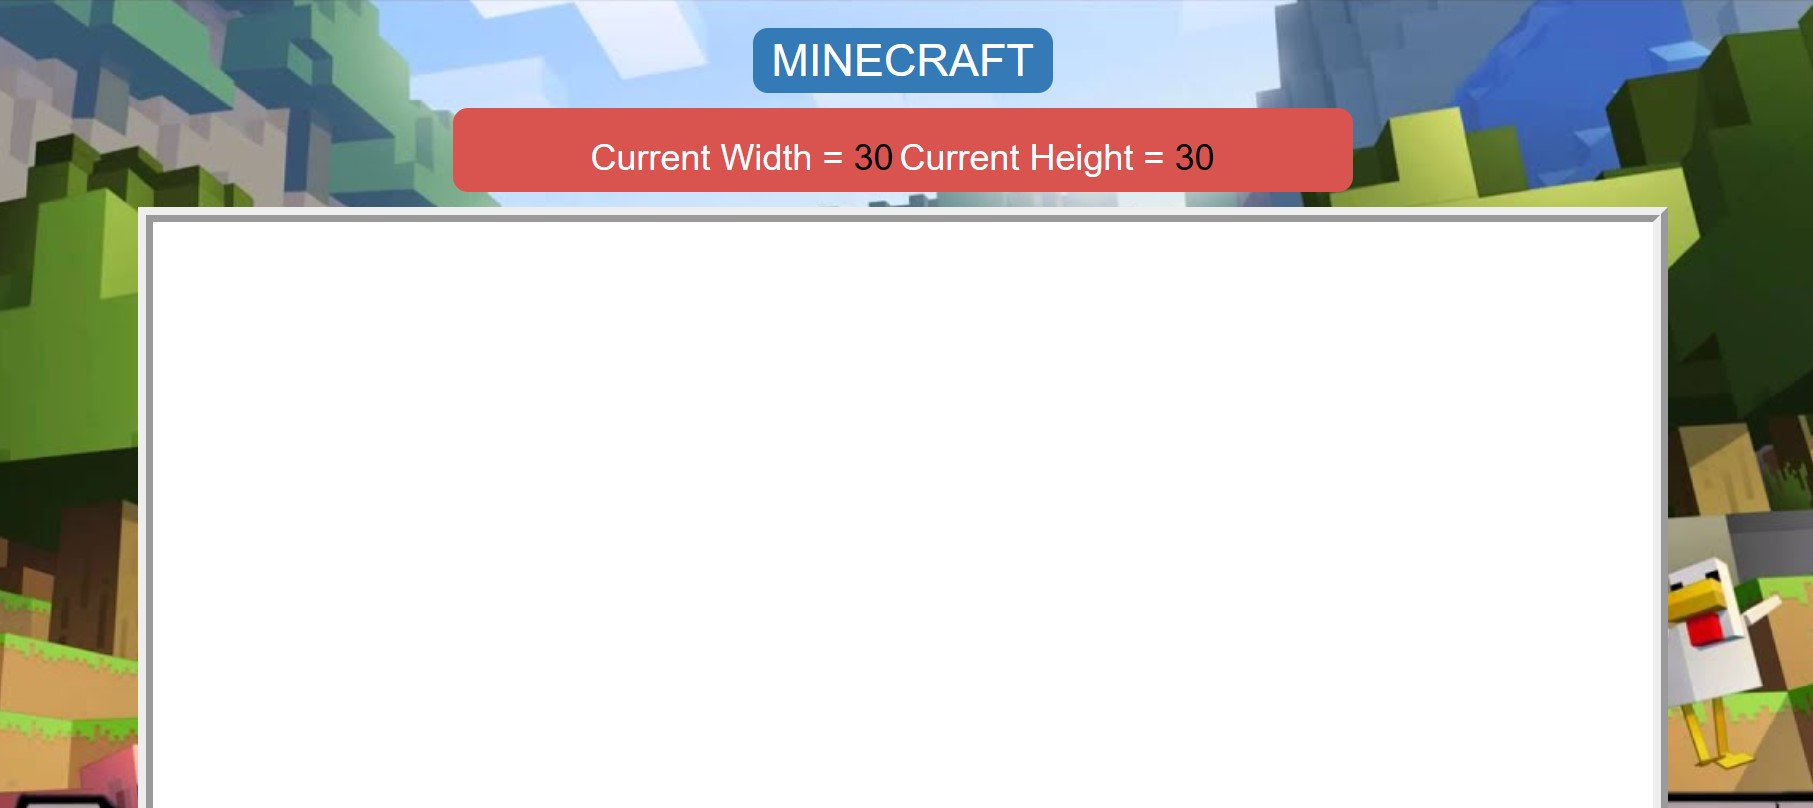 MINECRAFT
Current Width = 30 Current Height = 30